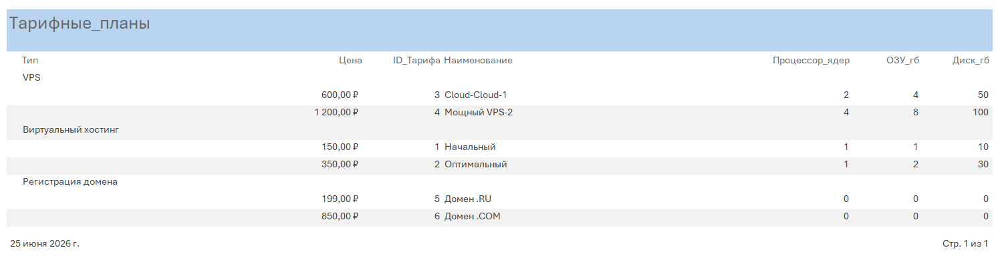 Тарифные_планы
Тип Цена ID_Тарифа Наименование Процессор_ядер ОЗУ_гб Диск_гб
VPS
600,00 ₽ 3 Cloud-Cloud-1 2 4 50
1 200,00 ₽ 4 Мощный VPS-2 4 8 100
Виртуальный хостинг
150,00 ₽ 1 Начальный 1 1 10
350,00 ₽ 2 Оптимальный 1 2 30
Регистрация домена
199,00 ₽ 5 Домен .RU 0 0 0
850,00 ₽ 6 Домен .COM 0 0 0
25 июня 2026 г. Стр. 1 из 1